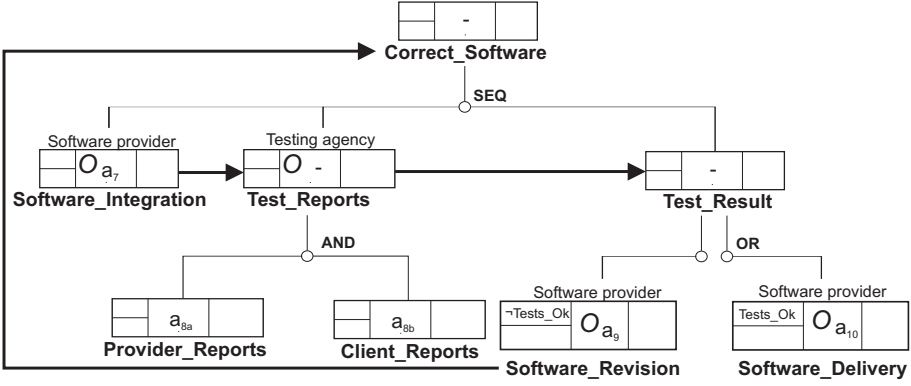 -
Correct_Software
SEQ
Software provider
O a7
Software_Integration
Testing agency
O -
Test_Reports
-
Test_Result
AND
OR
a8a
Provider_Reports
a8b
Client_Reports
Software provider
¬Tests_Ok
O a9
Software_Revision
Software provider
Tests_Ok
O a10
Software_Delivery